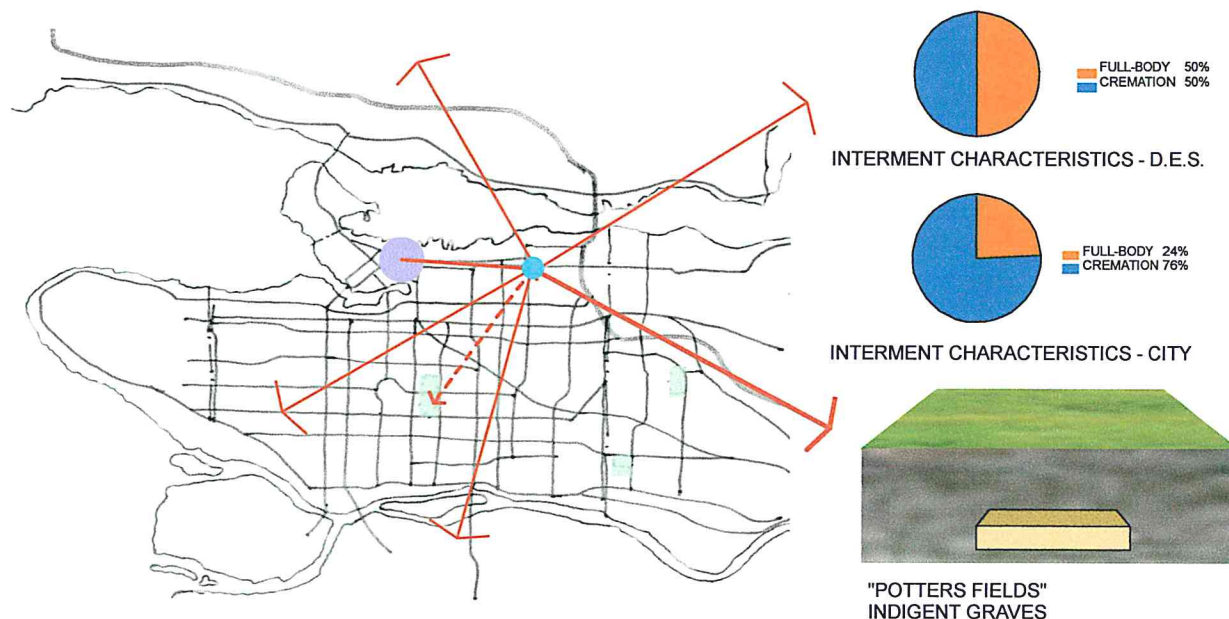 FULL-BODY 50%
CREMATION 50%
INTERMENT CHARACTERISTICS - D.E.S.
FULL-BODY 24%
CREMATION 76%
INTERMENT CHARACTERISTICS - CITY
"POTTERS FIELDS"
INDIGENT GRAVES